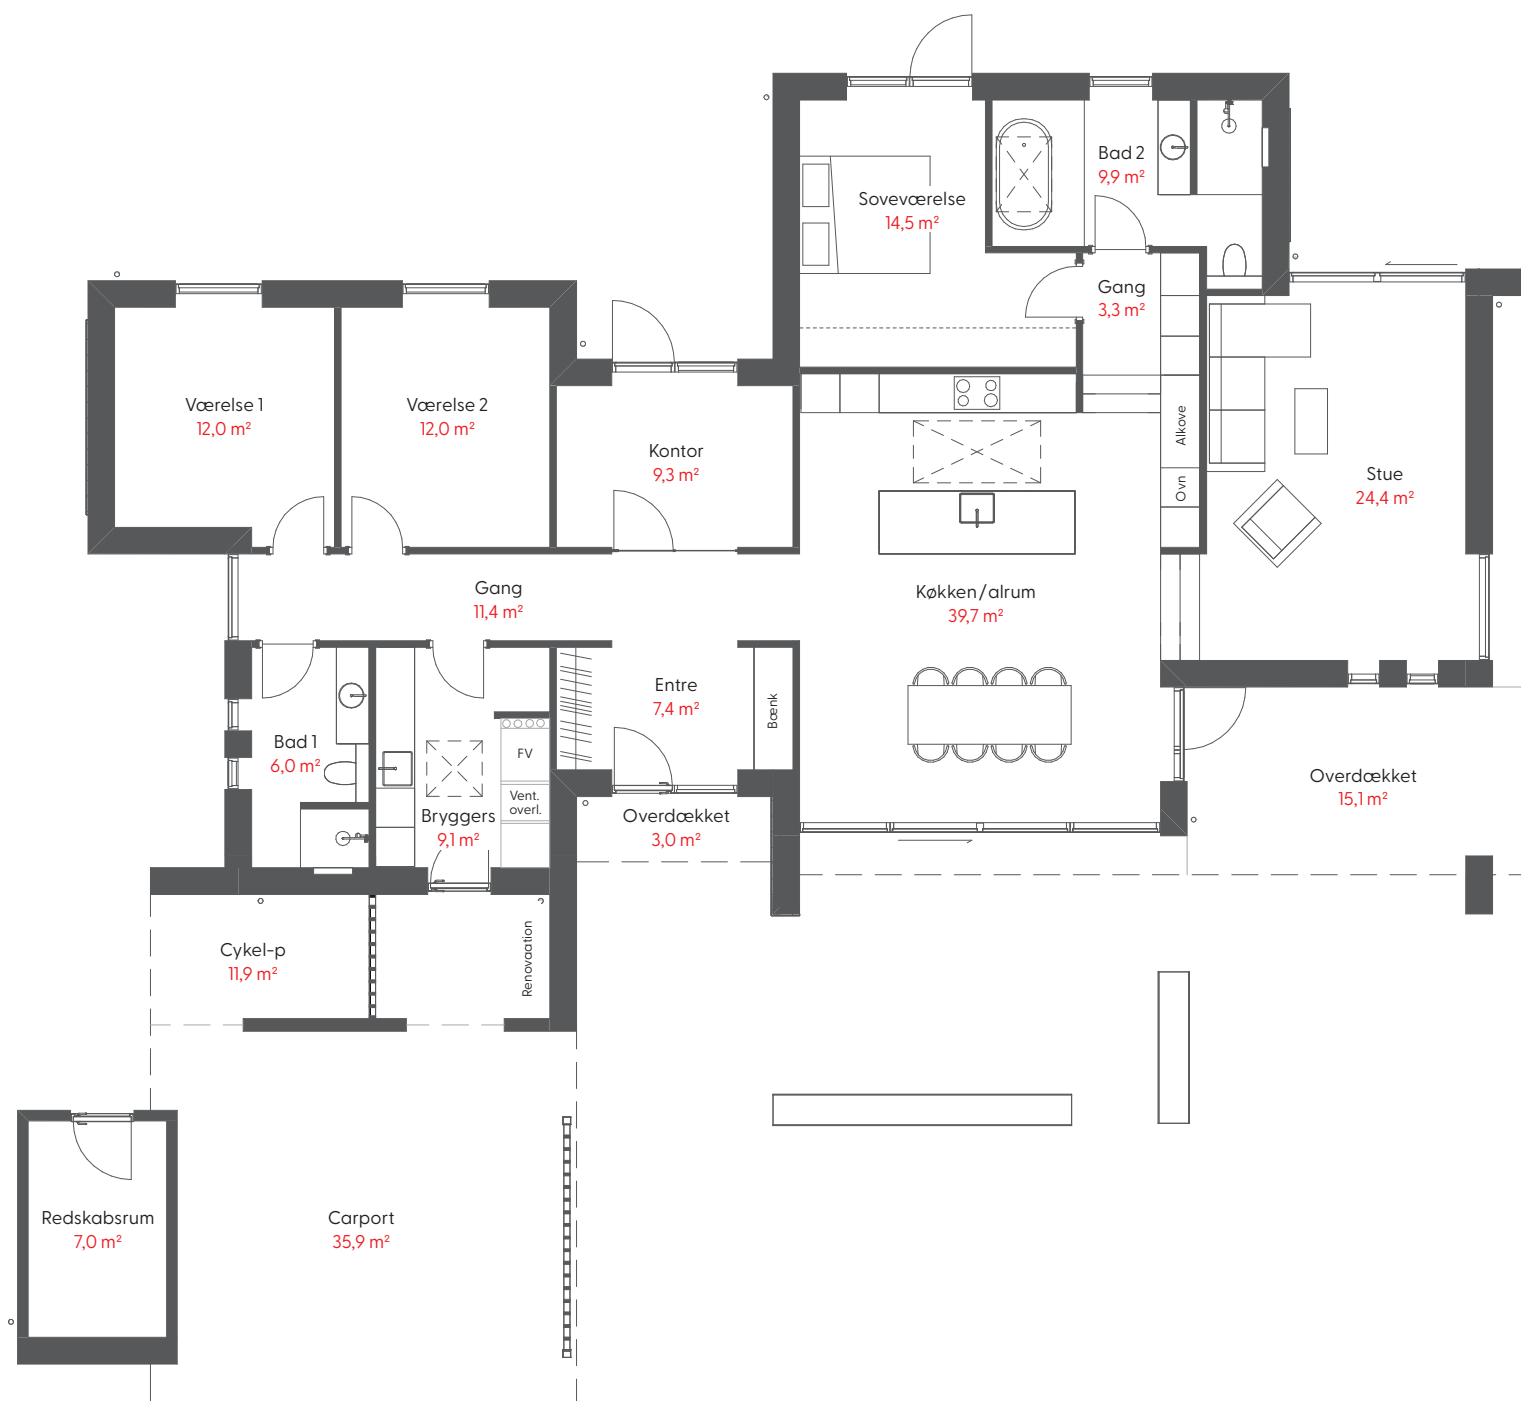 Bad 2
9,9 m²
Soveværelse
14,5 m²
Gang
3,3 m²
Værelse 1
12,0 m²
Værelse 2
12,0 m²
Kontor
9,3 m²
Alkove
Ovn
Stue
24,4 m²
Gang
11,4 m²
Køkken/alrum
39,7 m²
Entre
7,4 m²
Bænk
Bad 1
6,0 m²
FV
Vent.
overl.
Bryggers
9,1 m²
Overdækket
3,0 m²
Overdækket
15,1 m²
Cykel-p
11,9 m²
Renovaation
Redskabsrum
7,0 m²
Carport
35,9 m²